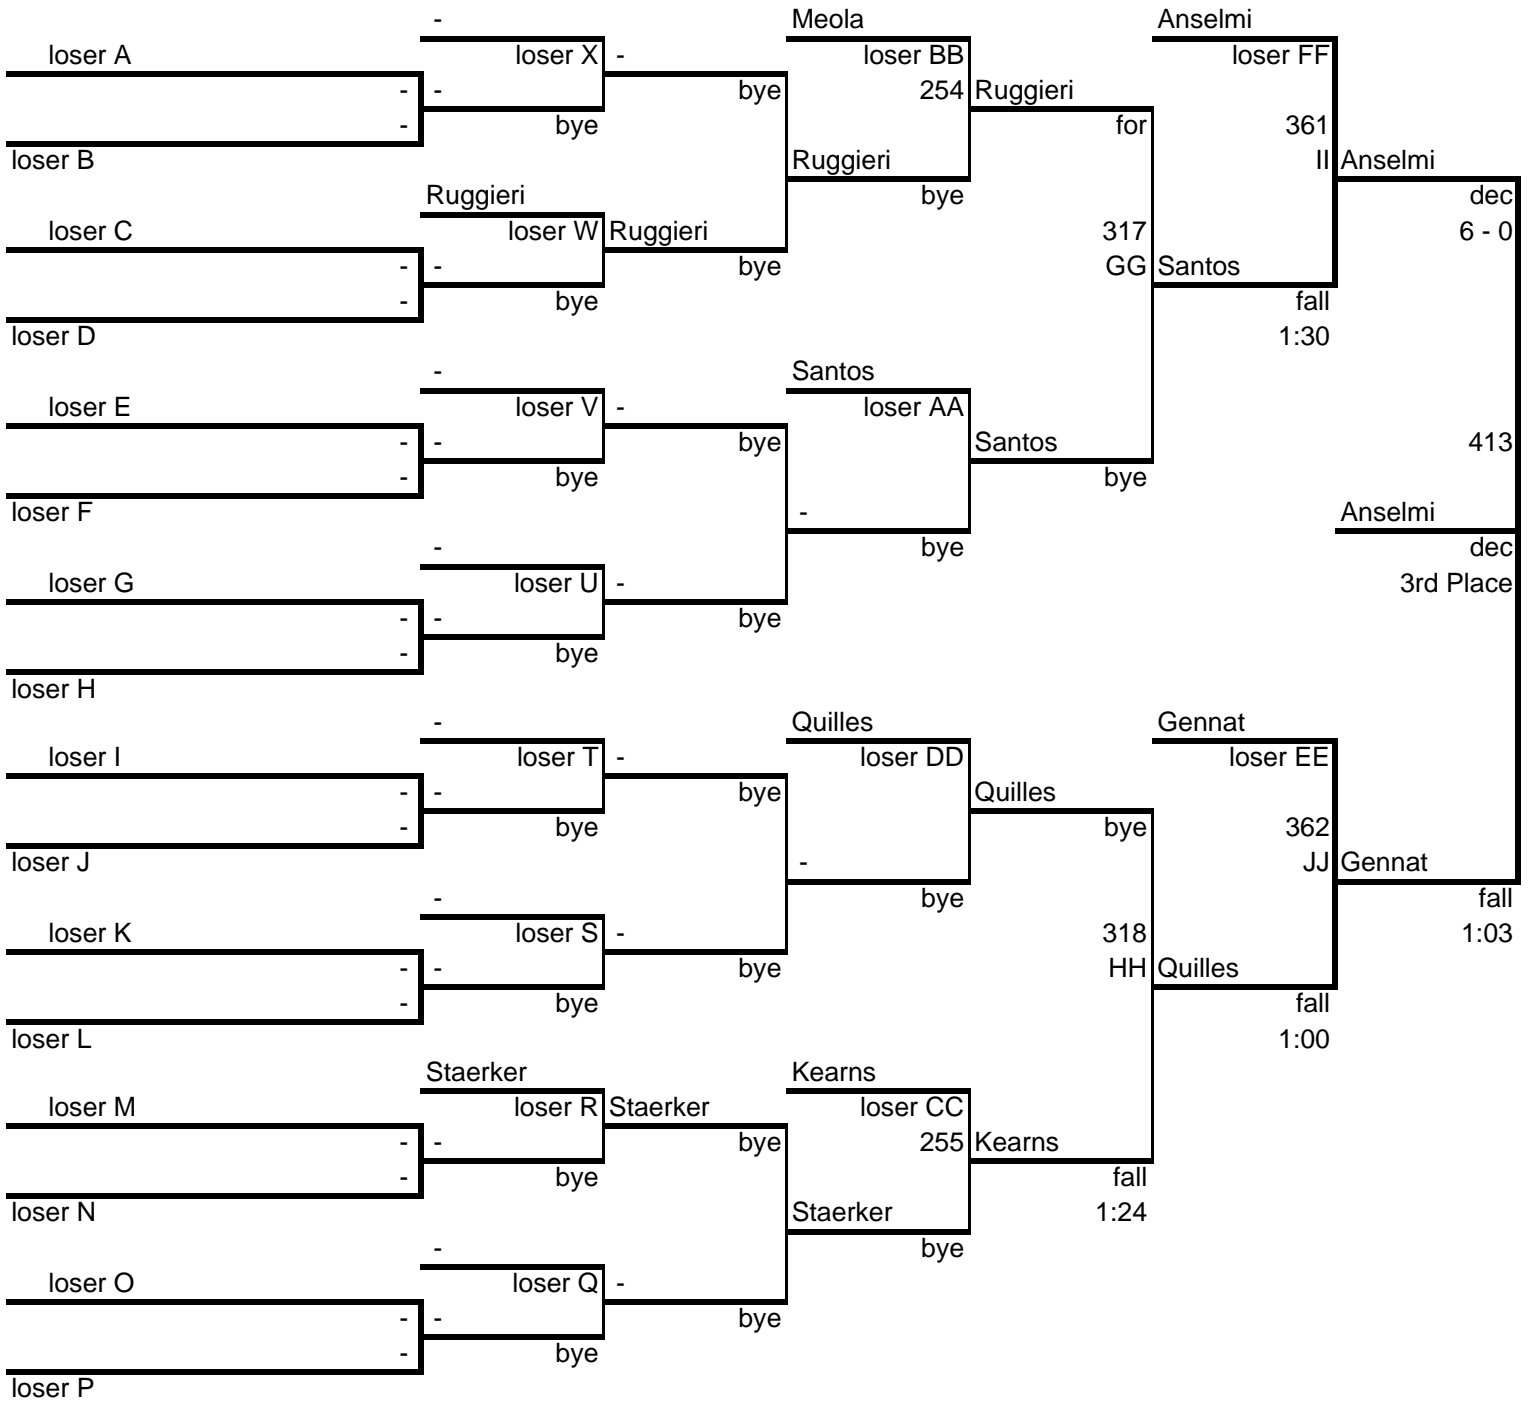 - Meola Anselmi
loser A loser X - loser BB loser FF
- - bye 254 Ruggieri
- bye for 361
loser B Ruggieri II Anselmi
Ruggieri bye dec
loser C loser W Ruggieri 317 6 - 0
- - bye GG Santos
- bye fall
loser D 1:30
- Santos
loser E loser V - loser AA
- - bye Santos 413
- bye bye
loser F - Anselmi
- bye dec
loser G loser U - 3rd Place
- - bye
- bye
loser H
- Quilles Gennat
loser I loser T - loser DD loser EE
- - bye Quilles
- bye bye 362
loser J - JJ Gennat
- bye fall
loser K loser S - 318 1:03
- - bye HH Quilles
- bye fall
loser L 1:00
Staerker Kearns
loser M loser R Staerker loser CC
- - bye 255 Kearns
- bye fall
loser N Staerker 1:24
- bye
loser O loser Q -
- - bye
- bye
loser P